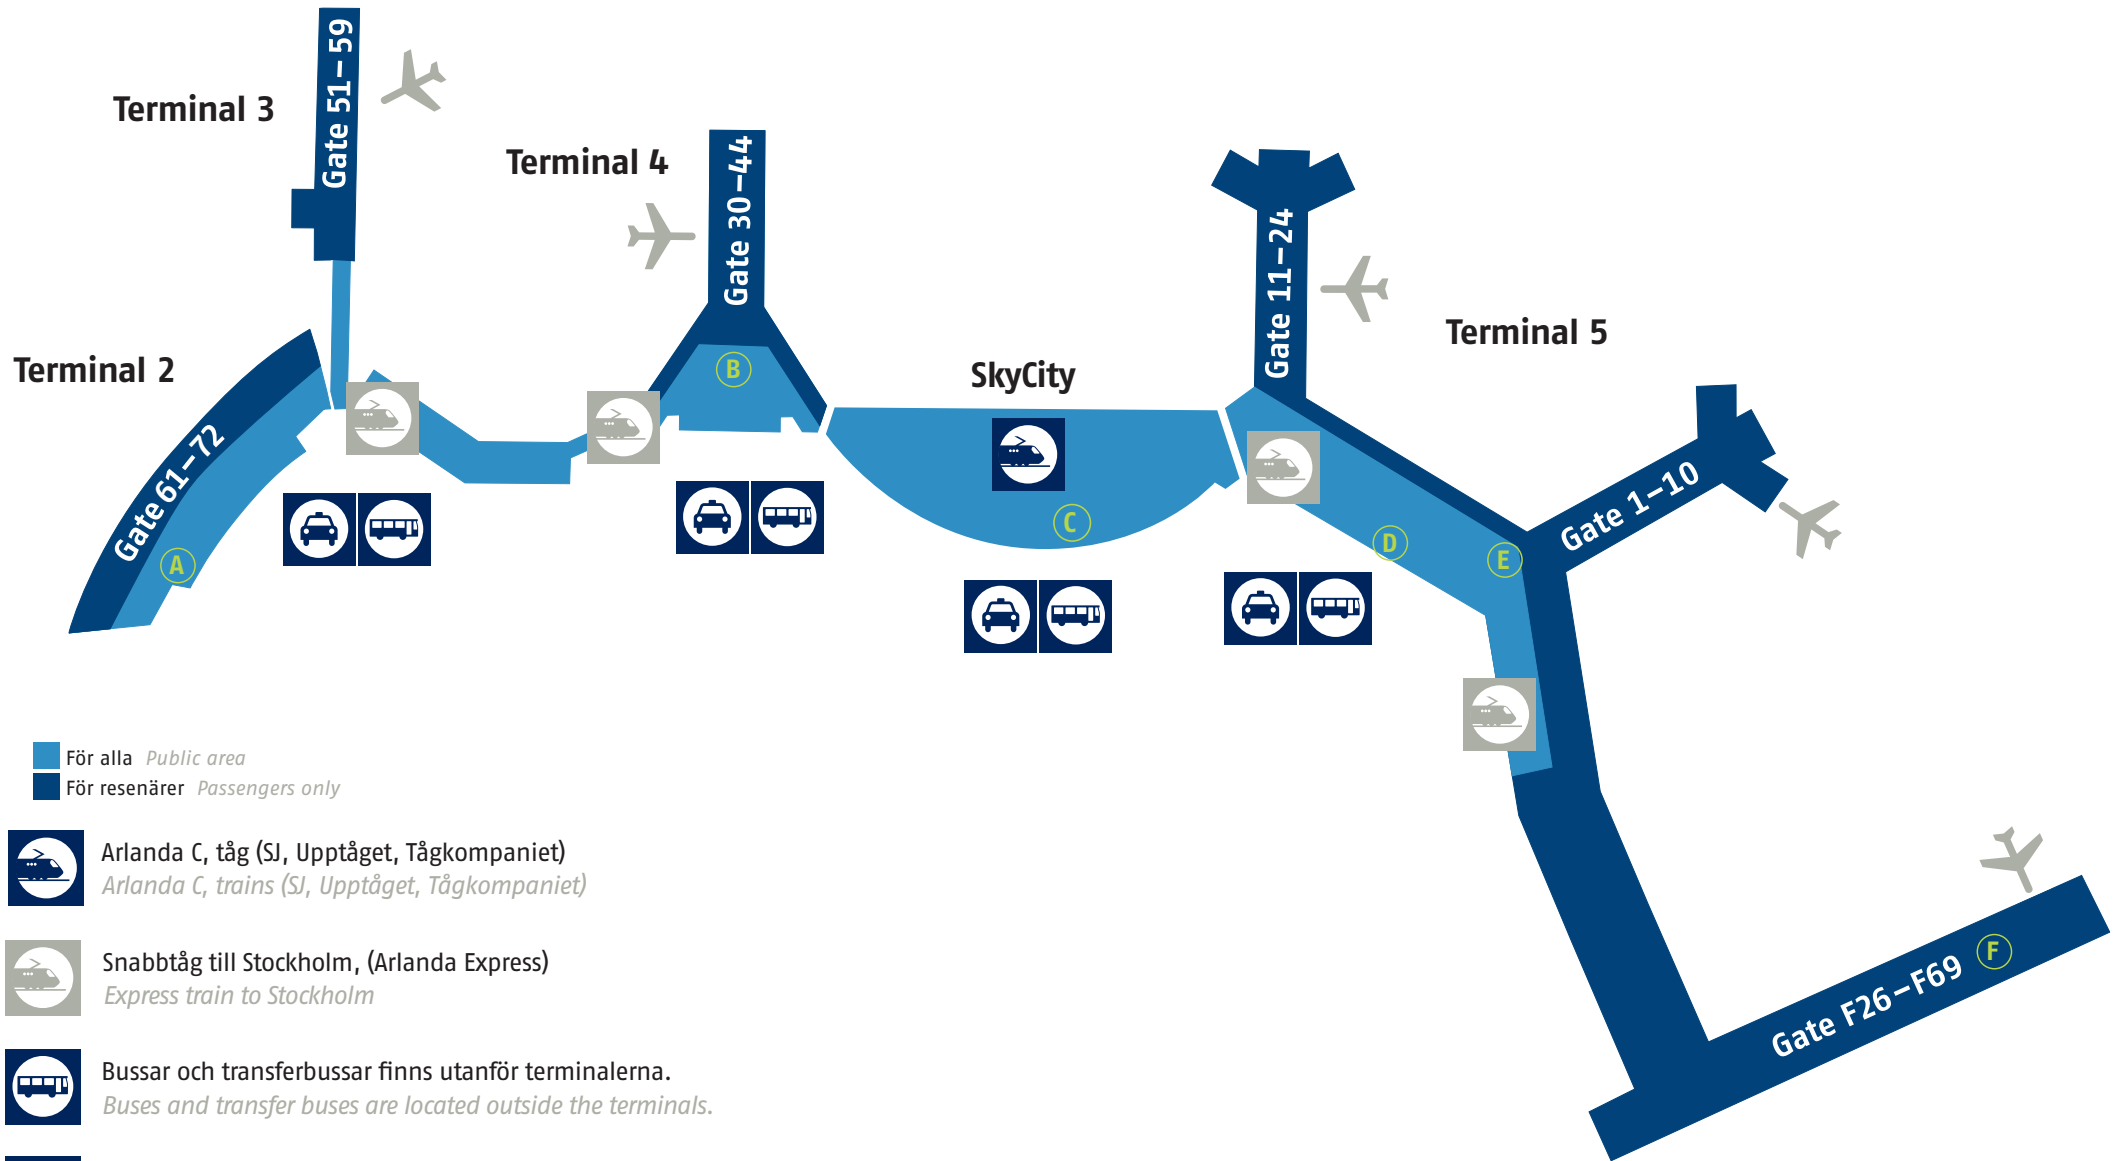 Terminal 3
Gate 51–59
Terminal 4
Gate 30–44
Terminal 2
Gate 61–72
A
B
SkyCity
C
Gate 11–24
Terminal 5
D
E
Gate 1–10
Gate F26–F69
F
För alla Public area
För resenärer Passengers only
Arlanda C, tåg (SJ, Upptåget, Tågkompaniet)
Arlanda C, trains (SJ, Upptåget, Tågkompaniet)
Snabbtåg till Stockholm, (Arlanda Express)
Express train to Stockholm
Bussar och transferbussar finns utanför terminalerna.
Buses and transfer buses are located outside the terminals.